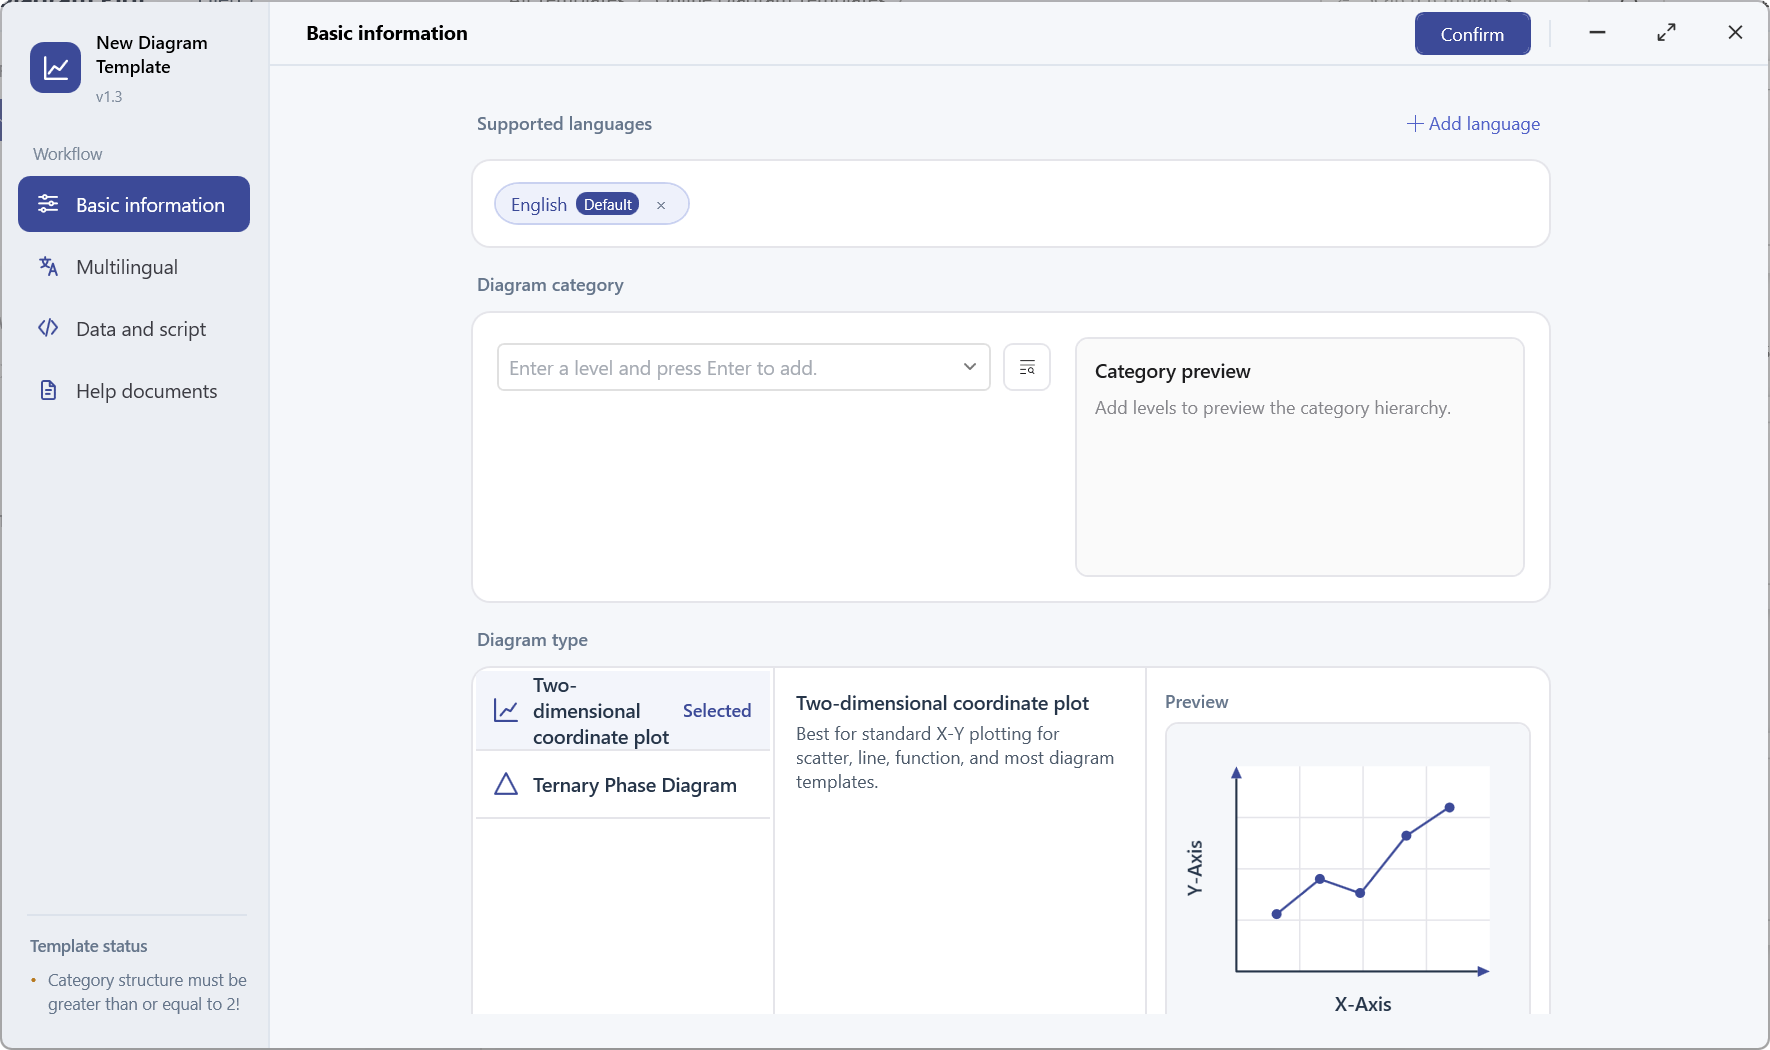 New Diagram
Template
v1.3
Workflow
Basic information
Multilingual
Data and script
Help documents
Template status
• Category structure must be
greater than or equal to 2!
Basic information
Confirm
Supported languages
Add language
English Default ×
Diagram category
Enter a level and press Enter to add.
Category preview
Add levels to preview the category hierarchy.
Diagram type
Two-
dimensional
coordinate plot
Selected
Ternary Phase Diagram
Two-dimensional coordinate plot
Best for standard X-Y plotting for
scatter, line, function, and most diagram
templates.
Preview
Y-Axis
X-Axis